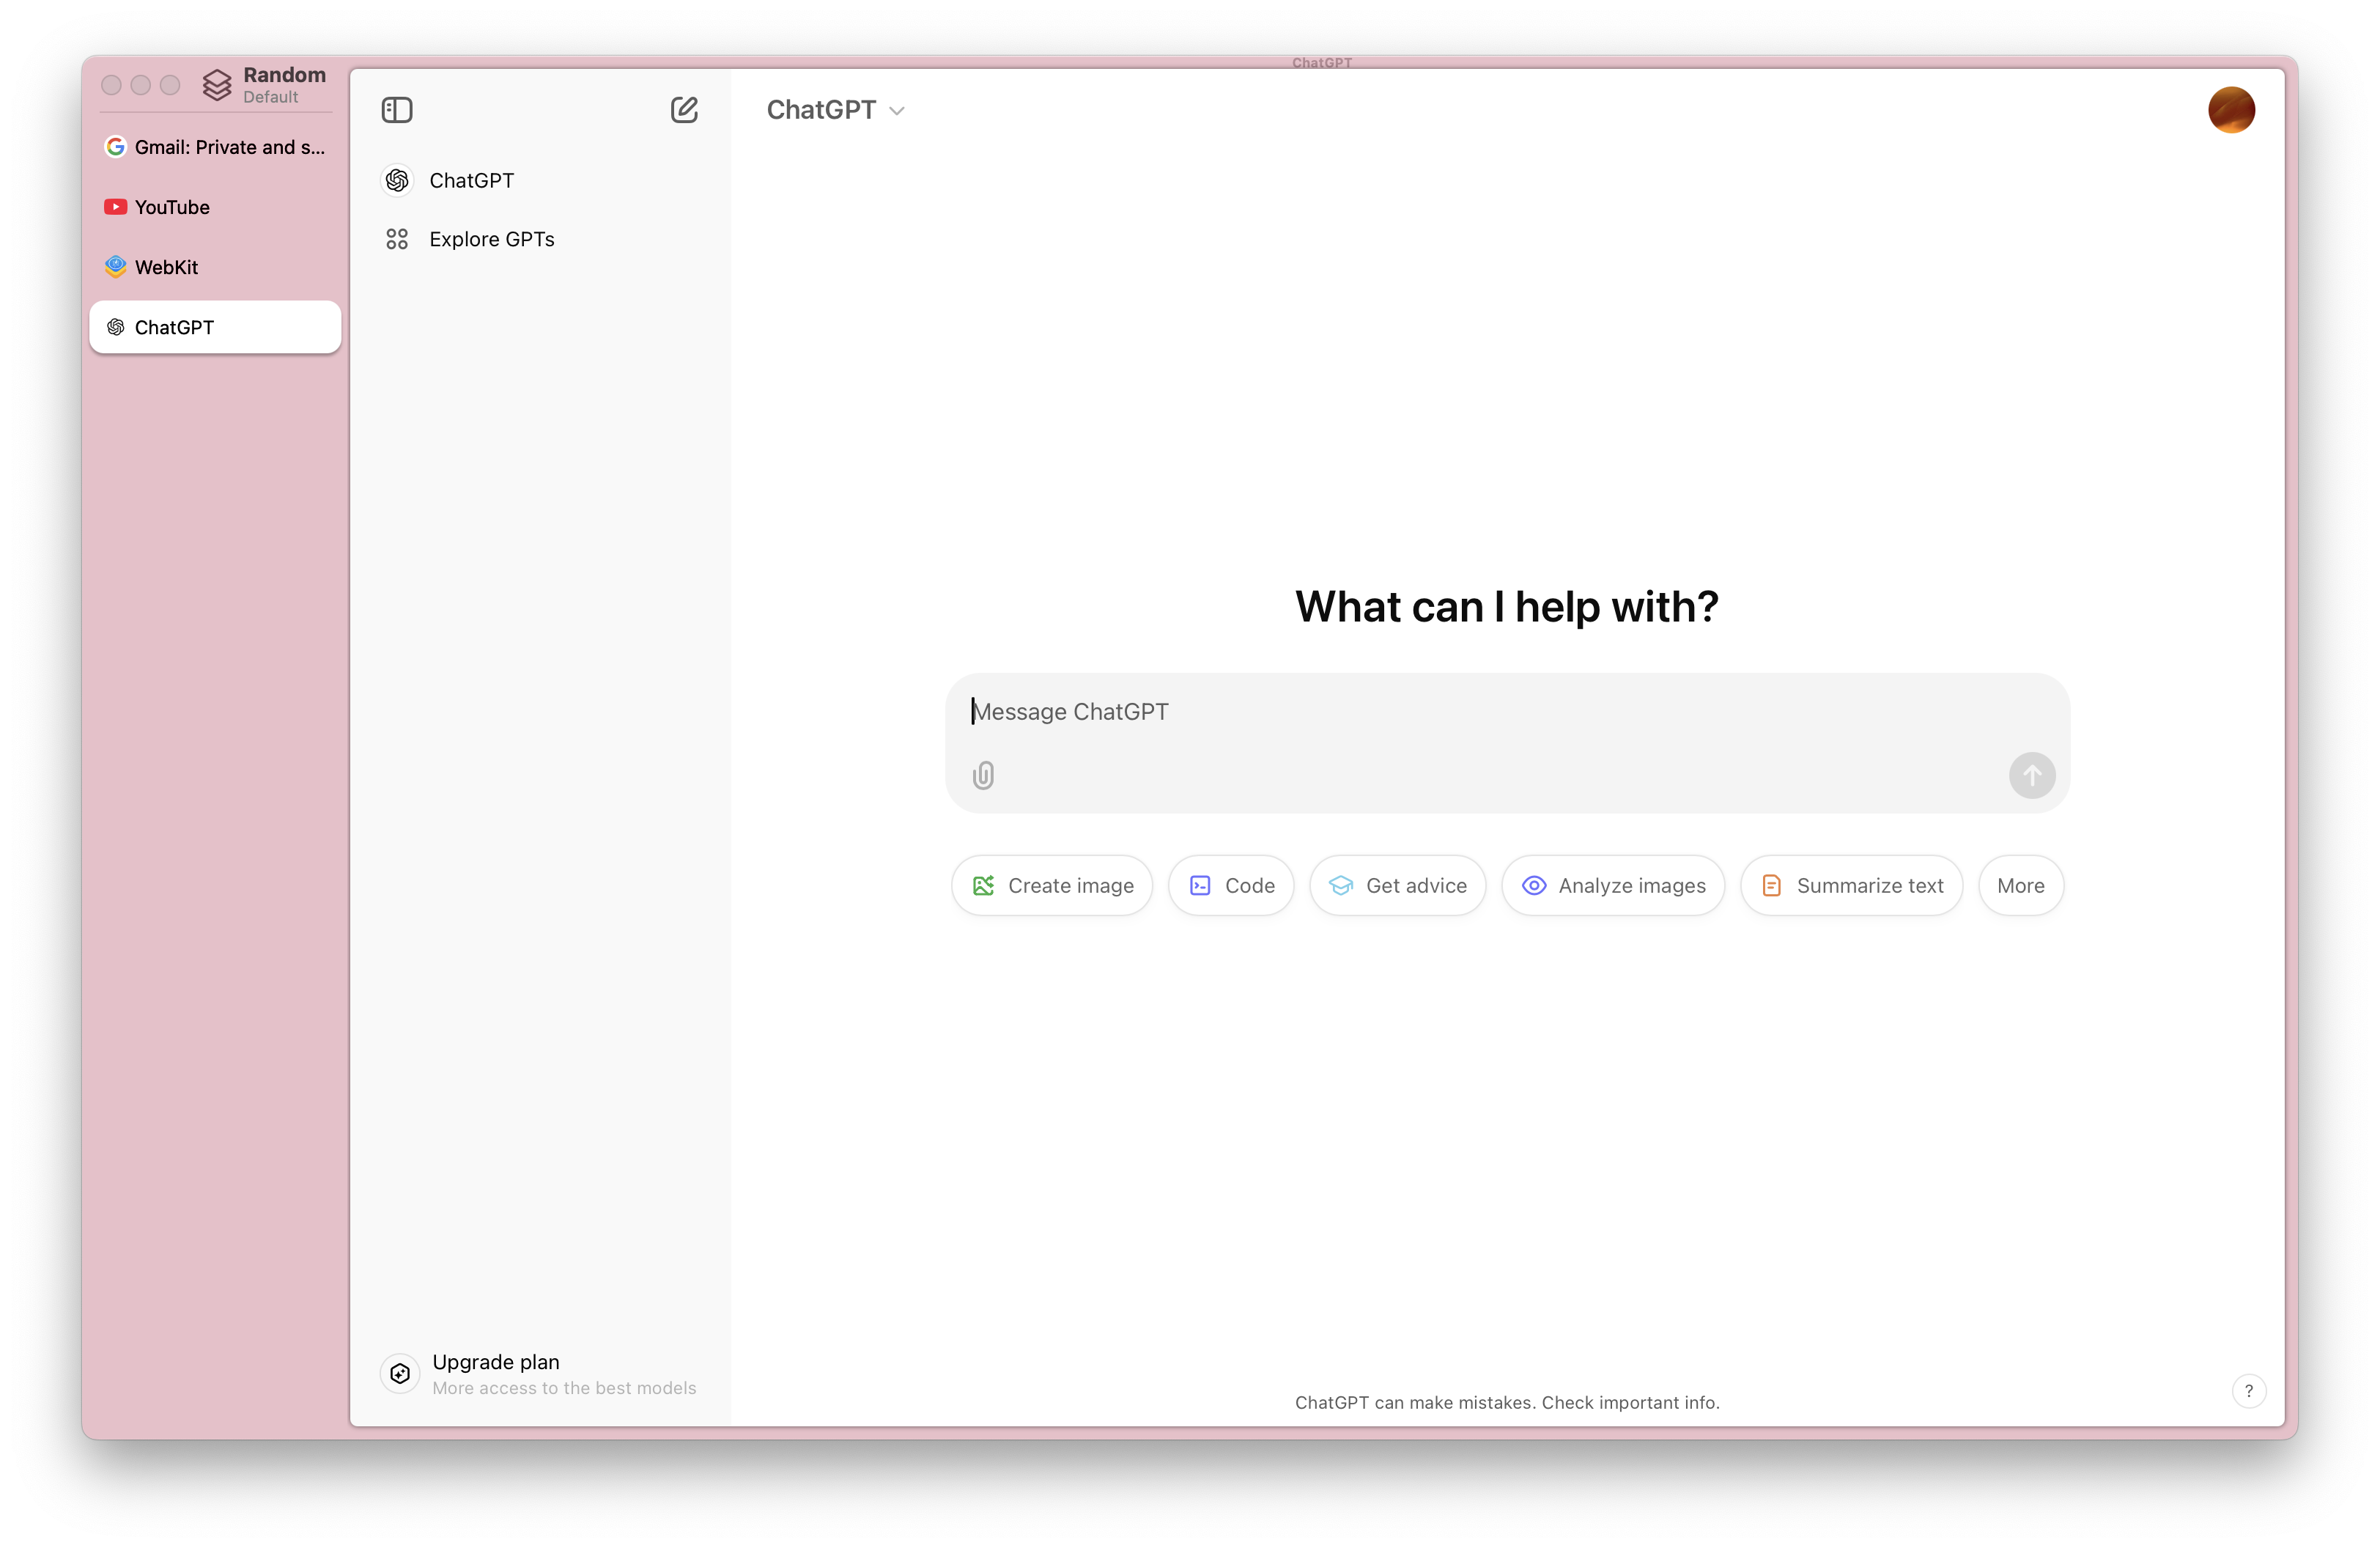 ChatGPT
Random
Default
Gmail: Private and s...
YouTube
WebKit
ChatGPT
ChatGPT
Explore GPTs
Upgrade plan
More access to the best models
ChatGPT
What can I help with?
Message ChatGPT
Create image
Code
Get advice
Analyze images
Summarize text
More
ChatGPT can make mistakes. Check important info.
?